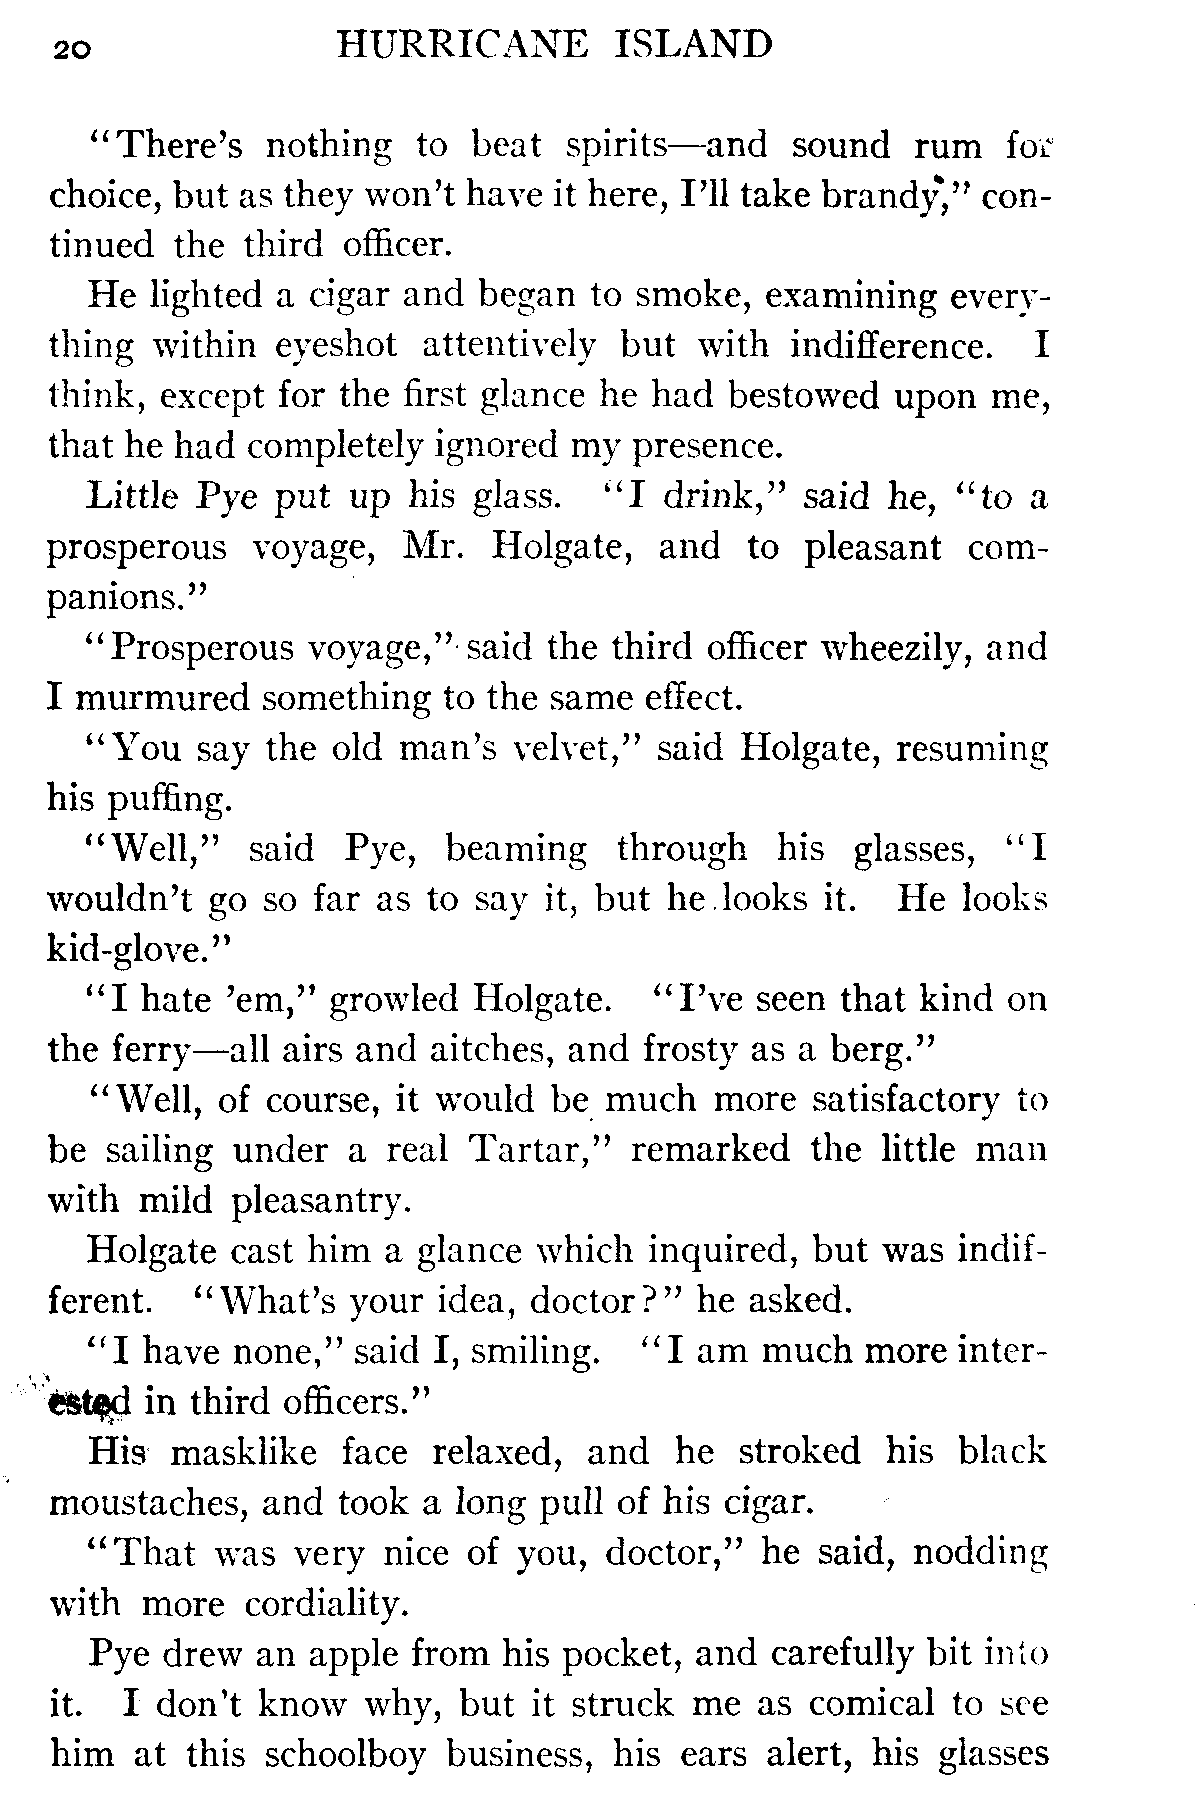 20 HURRICANE ISLAND
“There’s nothing to beat spirits—and sound rum for
choice, but as they won’t have it here, I’ll take brandy,” con-
tinued the third officer.
He lighted a cigar and began to smoke, examining every-
thing within eyeshot attentively but with indifference. I
think, except for the first glance he had bestowed upon me,
that he had completely ignored my presence.
Little Pye put up his glass. “I drink,” said he, “to a
prosperous voyage, Mr. Holgate, and to pleasant com-
panions.”
“Prosperous voyage,” said the third officer wheezily, and
I murmured something to the same effect.
“You say the old man’s velvet,” said Holgate, resuming
his puffing.
“Well,” said Pye, beaming through his glasses, “I
wouldn’t go so far as to say it, but he looks it. He looks
kid-glove.”
“I hate ’em,” growled Holgate. “I’ve seen that kind on
the ferry—all airs and aitches, and frosty as a berg.”
“Well, of course, it would be much more satisfactory to
be sailing under a real Tartar,” remarked the little man
with mild pleasantry.
Holgate cast him a glance which inquired, but was indif-
ferent. “What’s your idea, doctor?” he asked.
“I have none,” said I, smiling. “I am much more inter-
ested in third officers.”
His masklike face relaxed, and he stroked his black
moustaches, and took a long pull of his cigar.
“That was very nice of you, doctor,” he said, nodding
with more cordiality.
Pye drew an apple from his pocket, and carefully bit into
it. I don’t know why, but it struck me as comical to see
him at this schoolboy business, his ears alert, his glasses